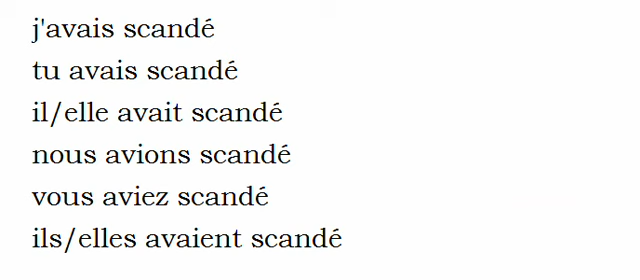 j'avais scandé
tu avais scandé
il/elle avait scandé
nous avions scandé
vous aviez scandé
ils/elles avaient scandé